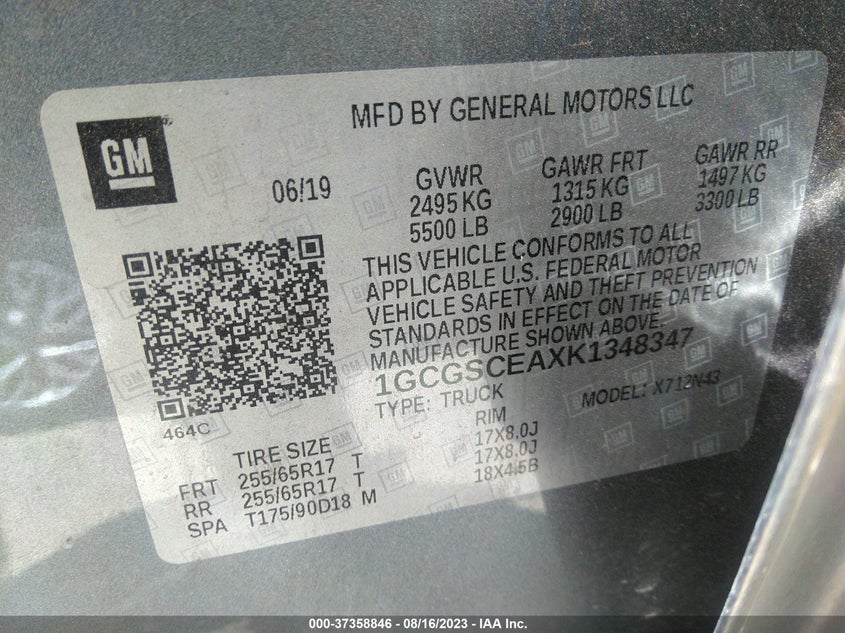 GM
MFD BY GENERAL MOTORS LLC
06/19
GVWR GAWR FRT GAWR RR
2495 KG 1315 KG 1497 KG
5500 LB 2900 LB 3300 LB
THIS VEHICLE CONFORMS TO ALL
APPLICABLE U.S. FEDERAL MOTOR
VEHICLE SAFETY AND THEFT PREVENTION
STANDARDS IN EFFECT ON THE DATE OF
MANUFACTURE SHOWN ABOVE.
1GCGSCEAXK1348347
TYPE: TRUCK MODEL: X712N43
464C
TIRE SIZE RIM
FRT 255/65R17 T 17X8.0J
RR 255/65R17 T 17X8.0J
SPA T175/90D18 M 18X4.5B
000-37358846 - 08/16/2023 - IAA Inc.